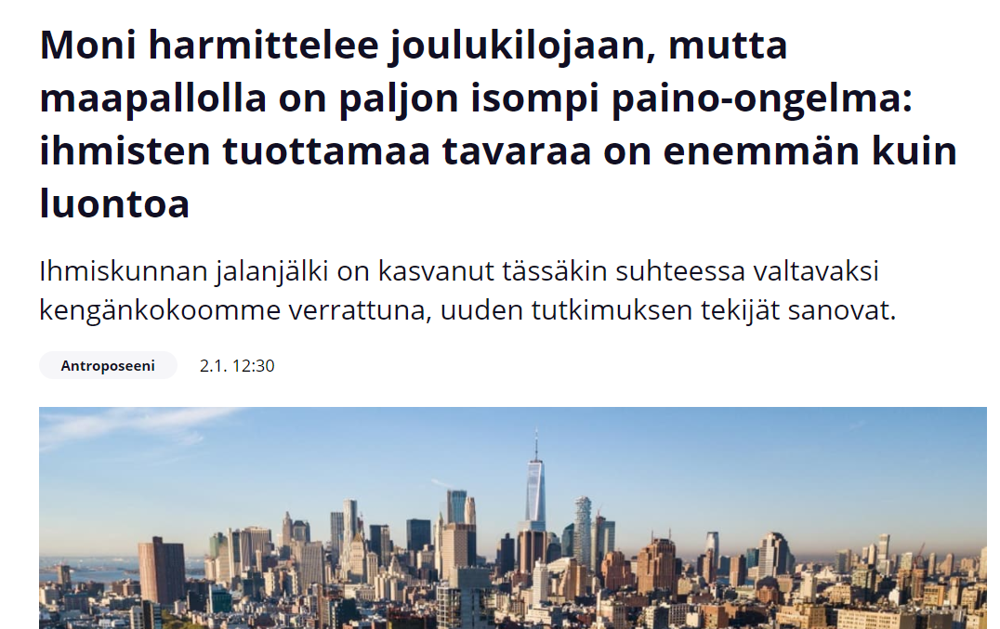 Moni harmittelee joulukilojaan, mutta
maapallolla on paljon isompi paino-ongelma:
ihmisten tuottamaa tavaraa on enemmän kuin
luontoa
Ihmiskunnan jalanjälki on kasvanut tässäkin suhteessa valtavaksi
kengänkokoomme verrattuna, uuden tutkimuksen tekijät sanovat.
Antroposeeni 2.1. 12:30